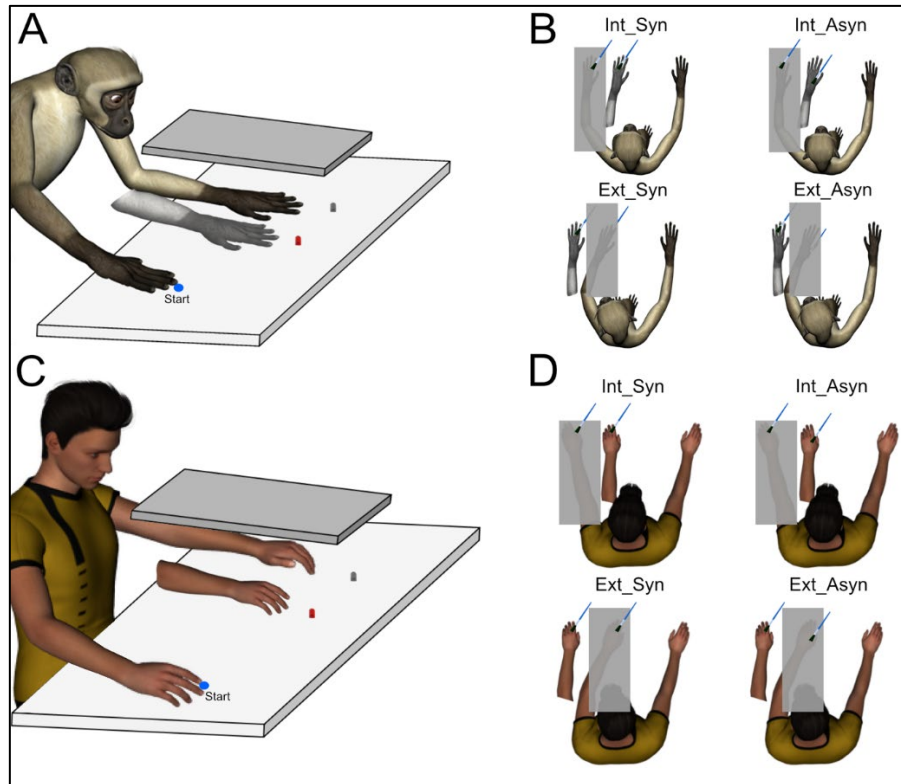 A
Start
B
Int_Syn Int_Asyn
Ext_Syn Ext_Asyn
C
Start
D
Int_Syn Int_Asyn
Ext_Syn Ext_Asyn